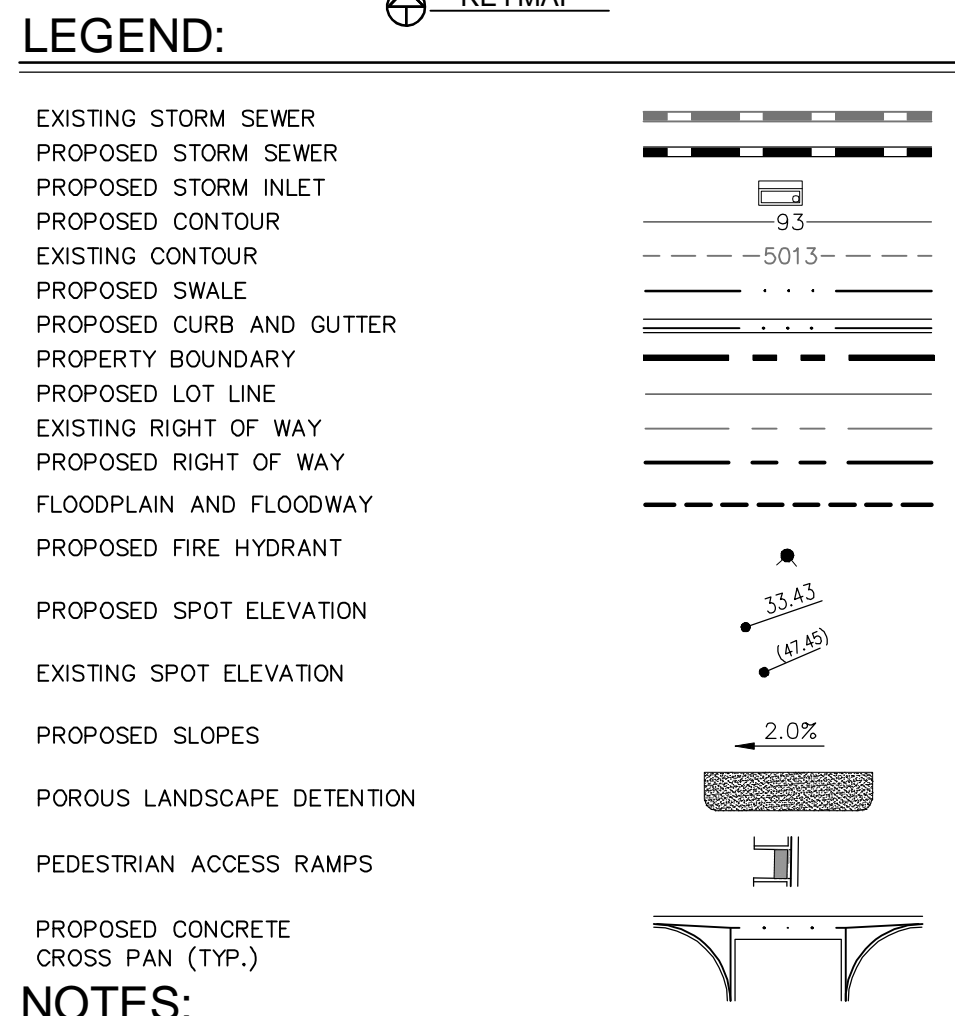 KEYMAP
LEGEND:
EXISTING STORM SEWER
PROPOSED STORM SEWER
PROPOSED STORM INLET
PROPOSED CONTOUR 93
EXISTING CONTOUR 5013
PROPOSED SWALE
PROPOSED CURB AND GUTTER
PROPERTY BOUNDARY
PROPOSED LOT LINE
EXISTING RIGHT OF WAY
PROPOSED RIGHT OF WAY
FLOODPLAIN AND FLOODWAY
PROPOSED FIRE HYDRANT
PROPOSED SPOT ELEVATION 33.43
EXISTING SPOT ELEVATION (47.45)
PROPOSED SLOPES 2.0%
POROUS LANDSCAPE DETENTION
PEDESTRIAN ACCESS RAMPS
PROPOSED CONCRETE
CROSS PAN (TYP.)
NOTES: